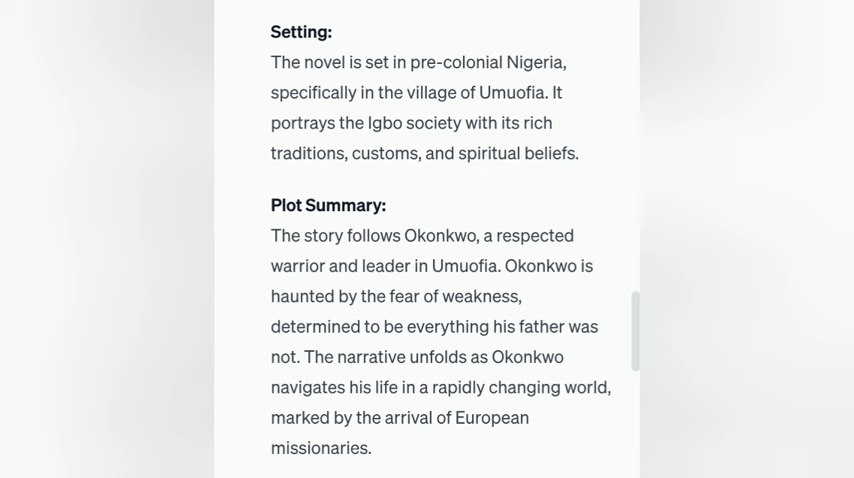 Setting:
The novel is set in pre-colonial Nigeria,
specifically in the village of Umuofia. It
portrays the Igbo society with its rich
traditions, customs, and spiritual beliefs.
Plot Summary:
The story follows Okonkwo, a respected
warrior and leader in Umuofia. Okonkwo is
haunted by the fear of weakness,
determined to be everything his father was
not. The narrative unfolds as Okonkwo
navigates his life in a rapidly changing world,
marked by the arrival of European
missionaries.